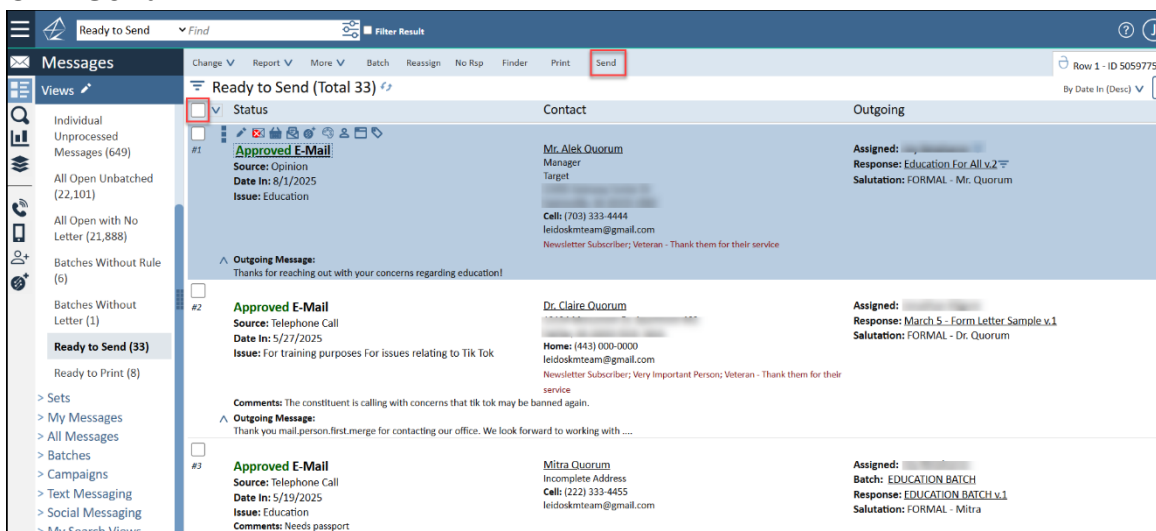 Ready to Send
Find
Filter Result
?
J
Messages
Change
Report
More
Batch
Reassign
No Rsp
Finder
Print
Send
Row 1 - ID 5059775
Views
Ready to Send (Total 33)
By Date In (Desc)
Status
Contact
Outgoing
Individual
Unprocessed
Messages (649)
All Open Unbatched
(22,101)
All Open with No
Letter (21,888)
Batches Without Rule
(6)
Batches Without
Letter (1)
Ready to Send (33)
Ready to Print (8)
> Sets
> My Messages
> All Messages
> Batches
> Campaigns
> Text Messaging
> Social Messaging
> My Search Views
#1
Approved E-Mail
Source: Opinion
Date In: 8/1/2025
Issue: Education
Mr. Alek Quorum
Manager
Target
Cell: (703) 333-4444
leidoskmteam@gmail.com
Newsletter Subscriber; Veteran - Thank them for their service
Assigned:
Response: Education For All v.2
Salutation: FORMAL - Mr. Quorum
Outgoing Message:
Thanks for reaching out with your concerns regarding education!
#2
Approved E-Mail
Source: Telephone Call
Date In: 5/27/2025
Issue: For training purposes For issues relating to Tik Tok
Dr. Claire Quorum
Home: (443) 000-0000
leidoskmteam@gmail.com
Newsletter Subscriber; Very Important Person; Veteran - Thank them for their
service
Assigned:
Response: March 5 - Form Letter Sample v.1
Salutation: FORMAL - Dr. Quorum
Comments: The constituent is calling with concerns that tik tok may be banned again.
Outgoing Message:
Thank you mail.person.first.merge for contacting our office. We look forward to working with ....
#3
Approved E-Mail
Source: Telephone Call
Date In: 5/19/2025
Issue: Education
Comments: Needs passport
Mitra Quorum
Incomplete Address
Cell: (222) 333-4455
leidoskmteam@gmail.com
Assigned:
Batch: EDUCATION BATCH
Response: EDUCATION BATCH v.1
Salutation: FORMAL - Mitra